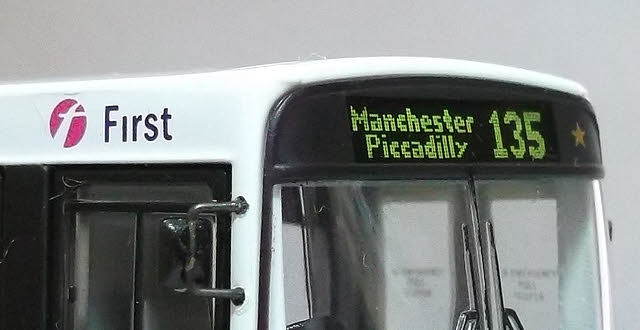 First
Manchester
Piccadilly
135